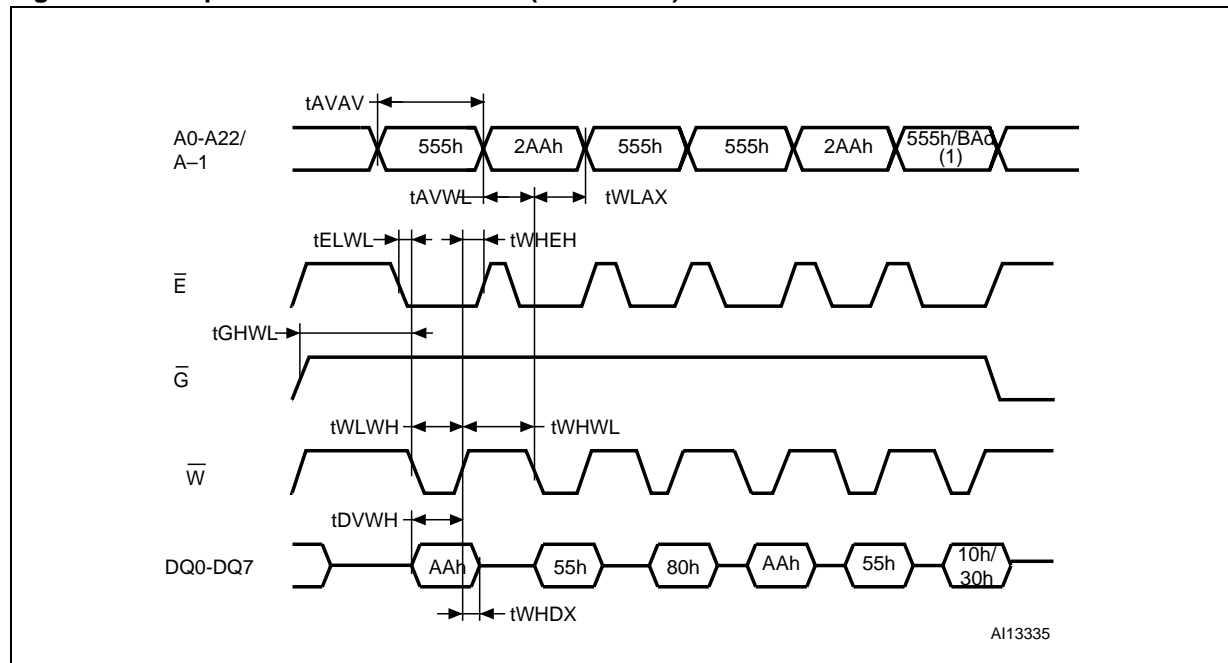 tAVAV
A0-A22/
A–1
555h
2AAh
555h
555h
2AAh
555h/BAd
(1)
tAVWL
tWLAX
tELWL
tWHEH
E
tGHWL
G
tWLWH
tWHWL
W
tDVWH
DQ0-DQ7
AAh
55h
80h
AAh
55h
10h/
30h
tWHDX
AI13335